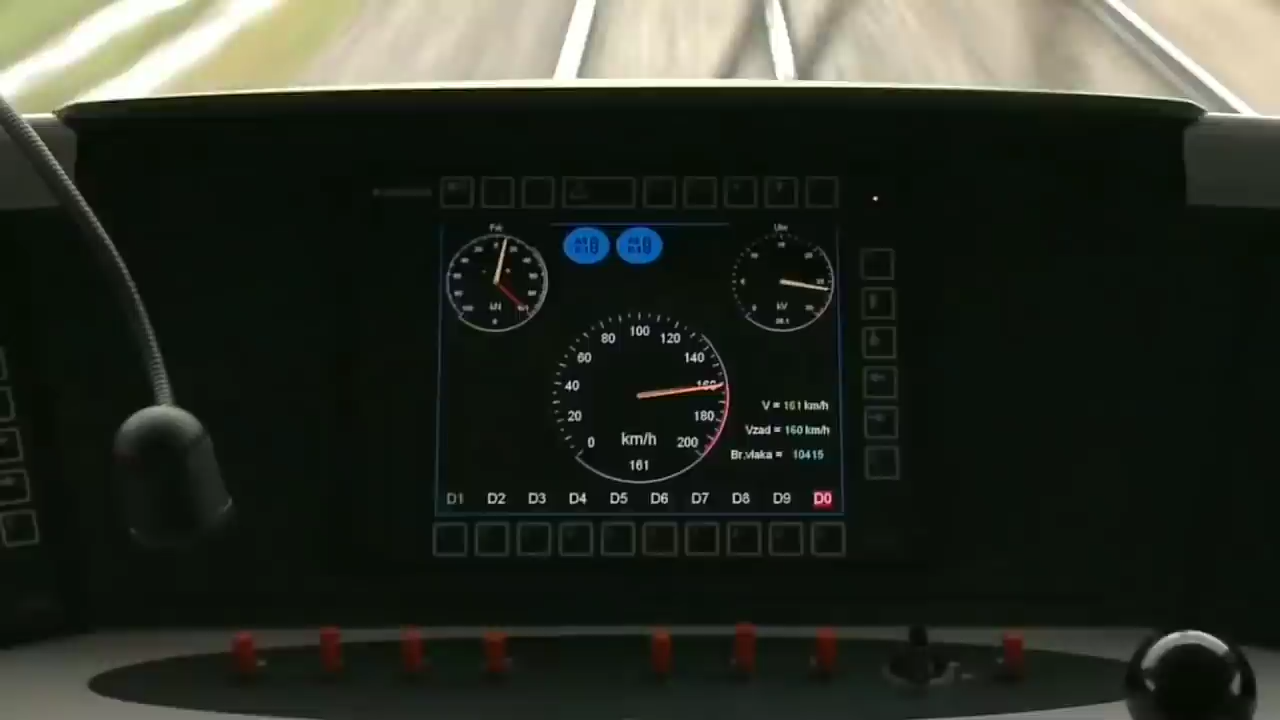 kN
0
kV
80
100
120
60
140
40
160
20
180
0
km/h
200
161
V = 161 km/h
Vzad = 160 km/h
Br.vlaka = 10415
D1 D2 D3 D4 D5 D6 D7 D8 D9 D0